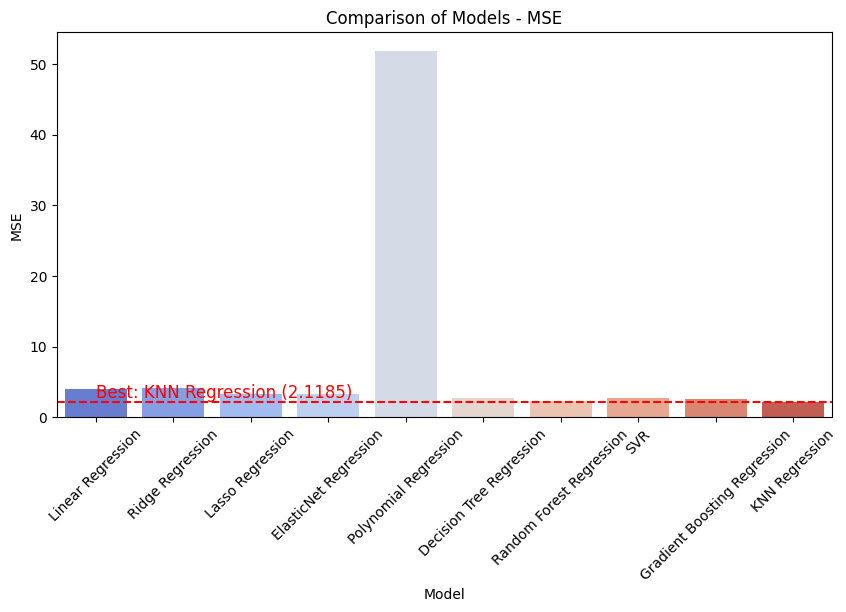 Comparison of Models - MSE
50
40
30
20
10
0
MSE
Best: KNN Regression (2.1185)
Linear Regression
Ridge Regression
Lasso Regression
ElasticNet Regression
Polynomial Regression
Decision Tree Regression
Random Forest Regression
SVR
Gradient Boosting Regression
KNN Regression
Model